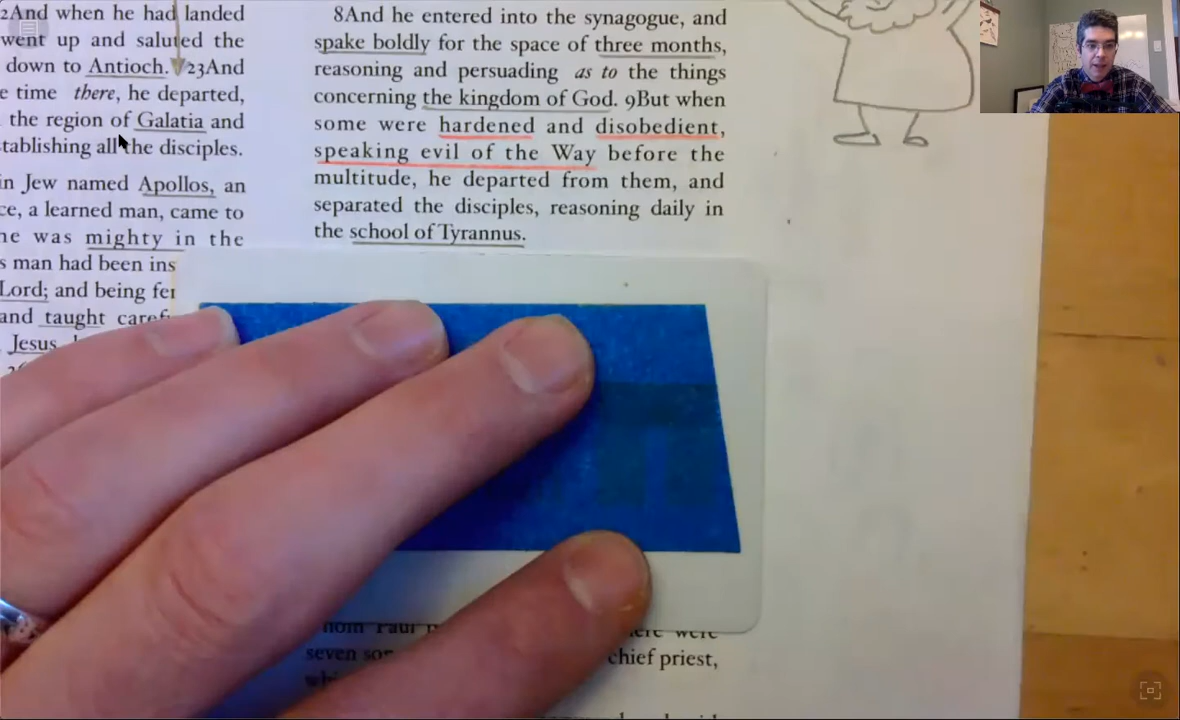 2And when he had landed
went up and saluted the
down to Antioch. 23And
e time there, he departed,
the region of Galatia and
tablishing all the disciples.
in Jew named Apollos, an
ce, a learned man, came to
he was mighty in the
s man had been ins
Lord; and being fer
and taught caref
Jesus
8And he entered into the synagogue, and
spake boldly for the space of three months,
reasoning and persuading as to the things
concerning the kingdom of God. 9But when
some were hardened and disobedient,
speaking evil of the Way before the
multitude, he departed from them, and
separated the disciples, reasoning daily in
the school of Tyrannus.
whom Paul were
seven chief priest,